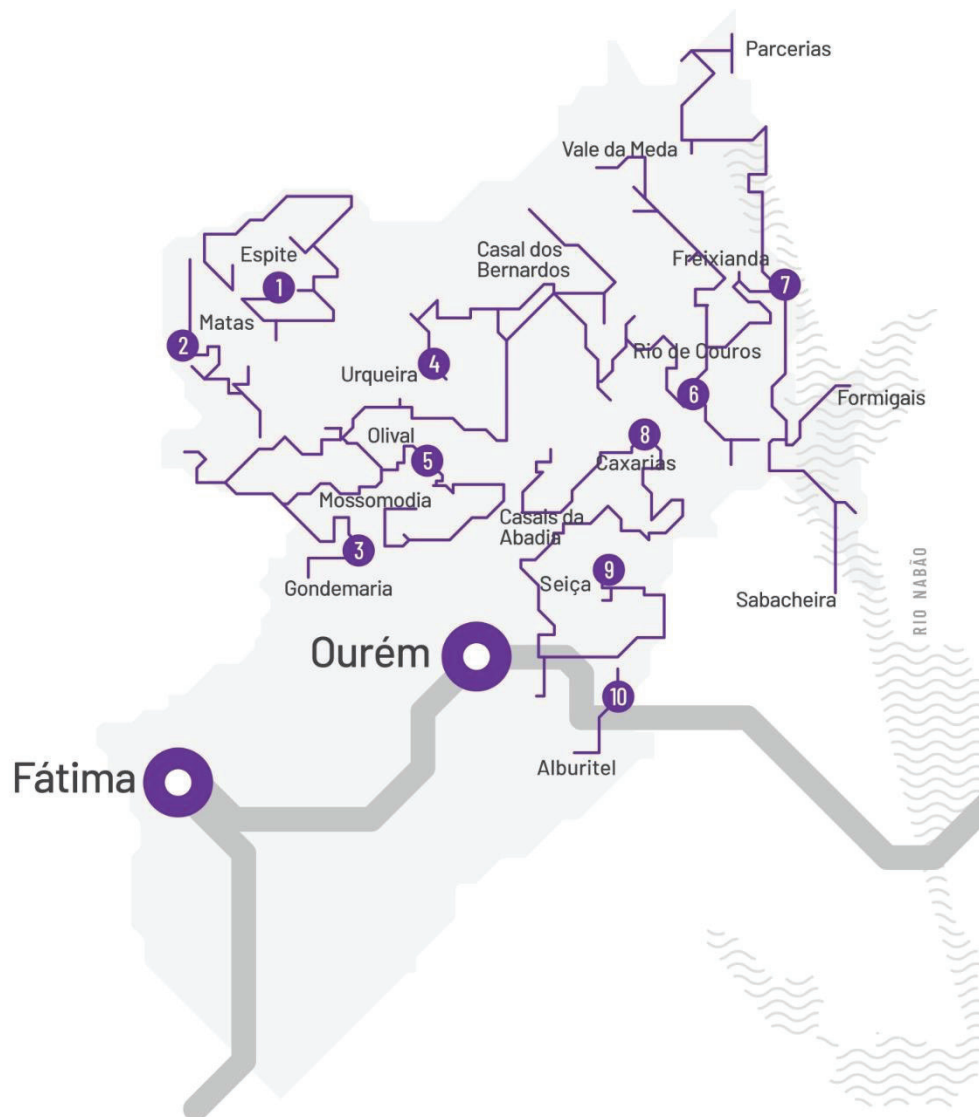 Parcerias
Vale da Meda
Espite
1
Casal dos
Bernardos
Freixianda
7
Matas
2
Rio de Couros
Urqueira
4
6
Formigais
Olival
8
5
Caxarias
Mossomodia
Casais da
Abadia
3
9
Gondemaria
Seiça
Sabacheira
RIO NABÃO
Ourém
10
Alburitel
Fátima